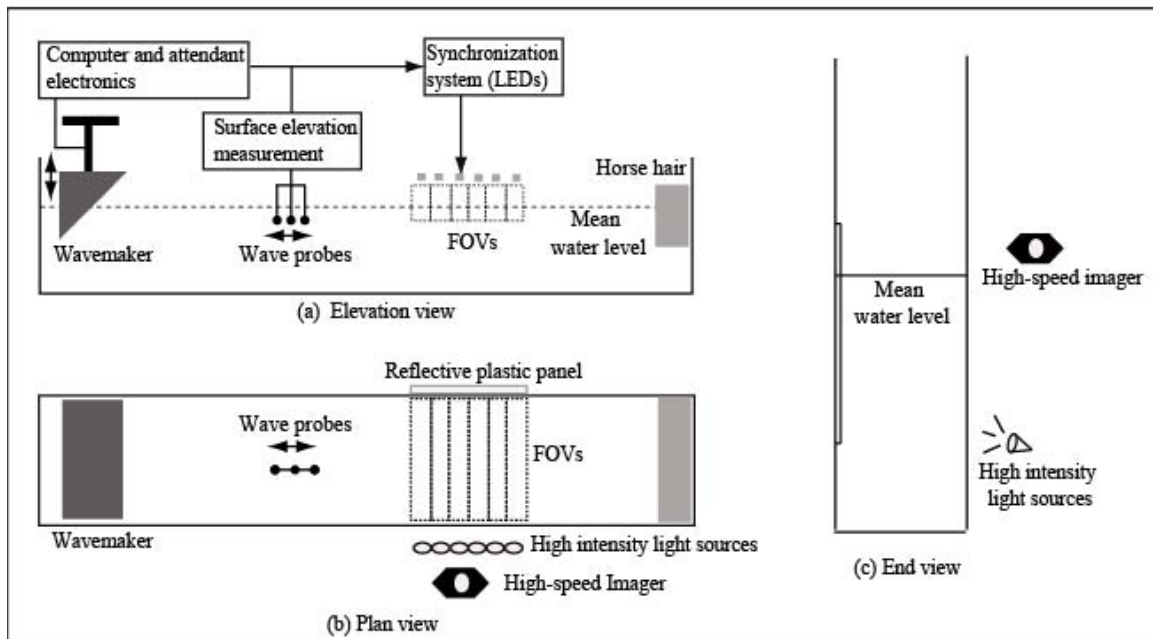 Computer and attendant
electronics
Synchronization
system (LEDs)
Surface elevation
measurement
Horse hair
Wavemaker
Wave probes
FOVs
Mean
water level
(a) Elevation view
Reflective plastic panel
Wave probes
FOVs
Wavemaker
High intensity light sources
High-speed Imager
(b) Plan view
High-speed imager
Mean
water level
High intensity
light sources
(c) End view